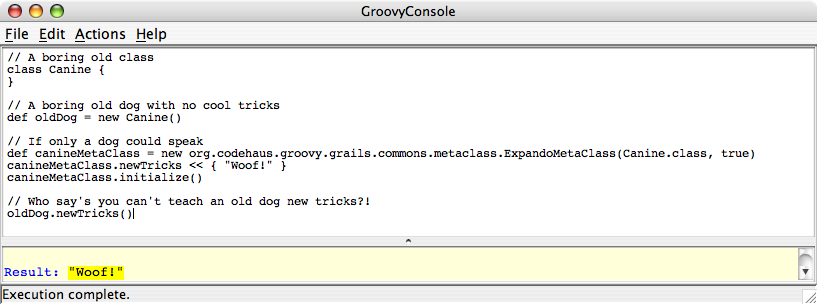 GroovyConsole
File Edit Actions Help
// A boring old class
class Canine {
}
// A boring old dog with no cool tricks
def oldDog = new Canine()
// If only a dog could speak
def canineMetaClass = new org.codehaus.groovy.grails.commons.metaclass.ExpandoMetaClass(Canine.class, true)
canineMetaClass.newTricks << { "Woof!" }
canineMetaClass.initialize()
// Who say's you can't teach an old dog new tricks?!
oldDog.newTricks()
Result: "Woof!"
Execution complete.